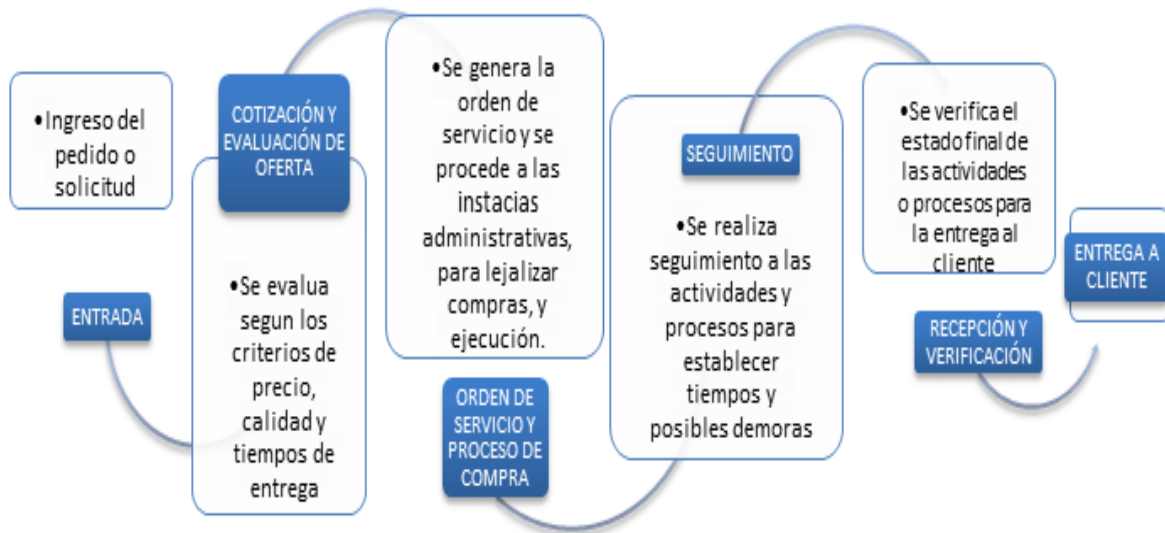 •Ingreso del
pedido o
solicitud
ENTRADA
COTIZACIÓN Y
EVALUACIÓN DE
OFERTA
•Se evalua
segun los
criterios de
precio,
calidad y
tiempos de
entrega
•Se genera la
orden de
servicio y se
procede a las
instacias
administrativas,
para lejalizar
compras, y
ejecución.
ORDEN DE
SERVICIO Y
PROCESO DE
COMPRA
SEGUIMIENTO
•Se realiza
seguimiento a las
actividades y
procesos para
establecer
tiempos y
posibles demoras
•Se verifica el
estado final de
las actividades
o procesos para
la entrega al
cliente
RECEPCIÓN Y
VERIFICACIÓN
ENTREGA A
CLIENTE